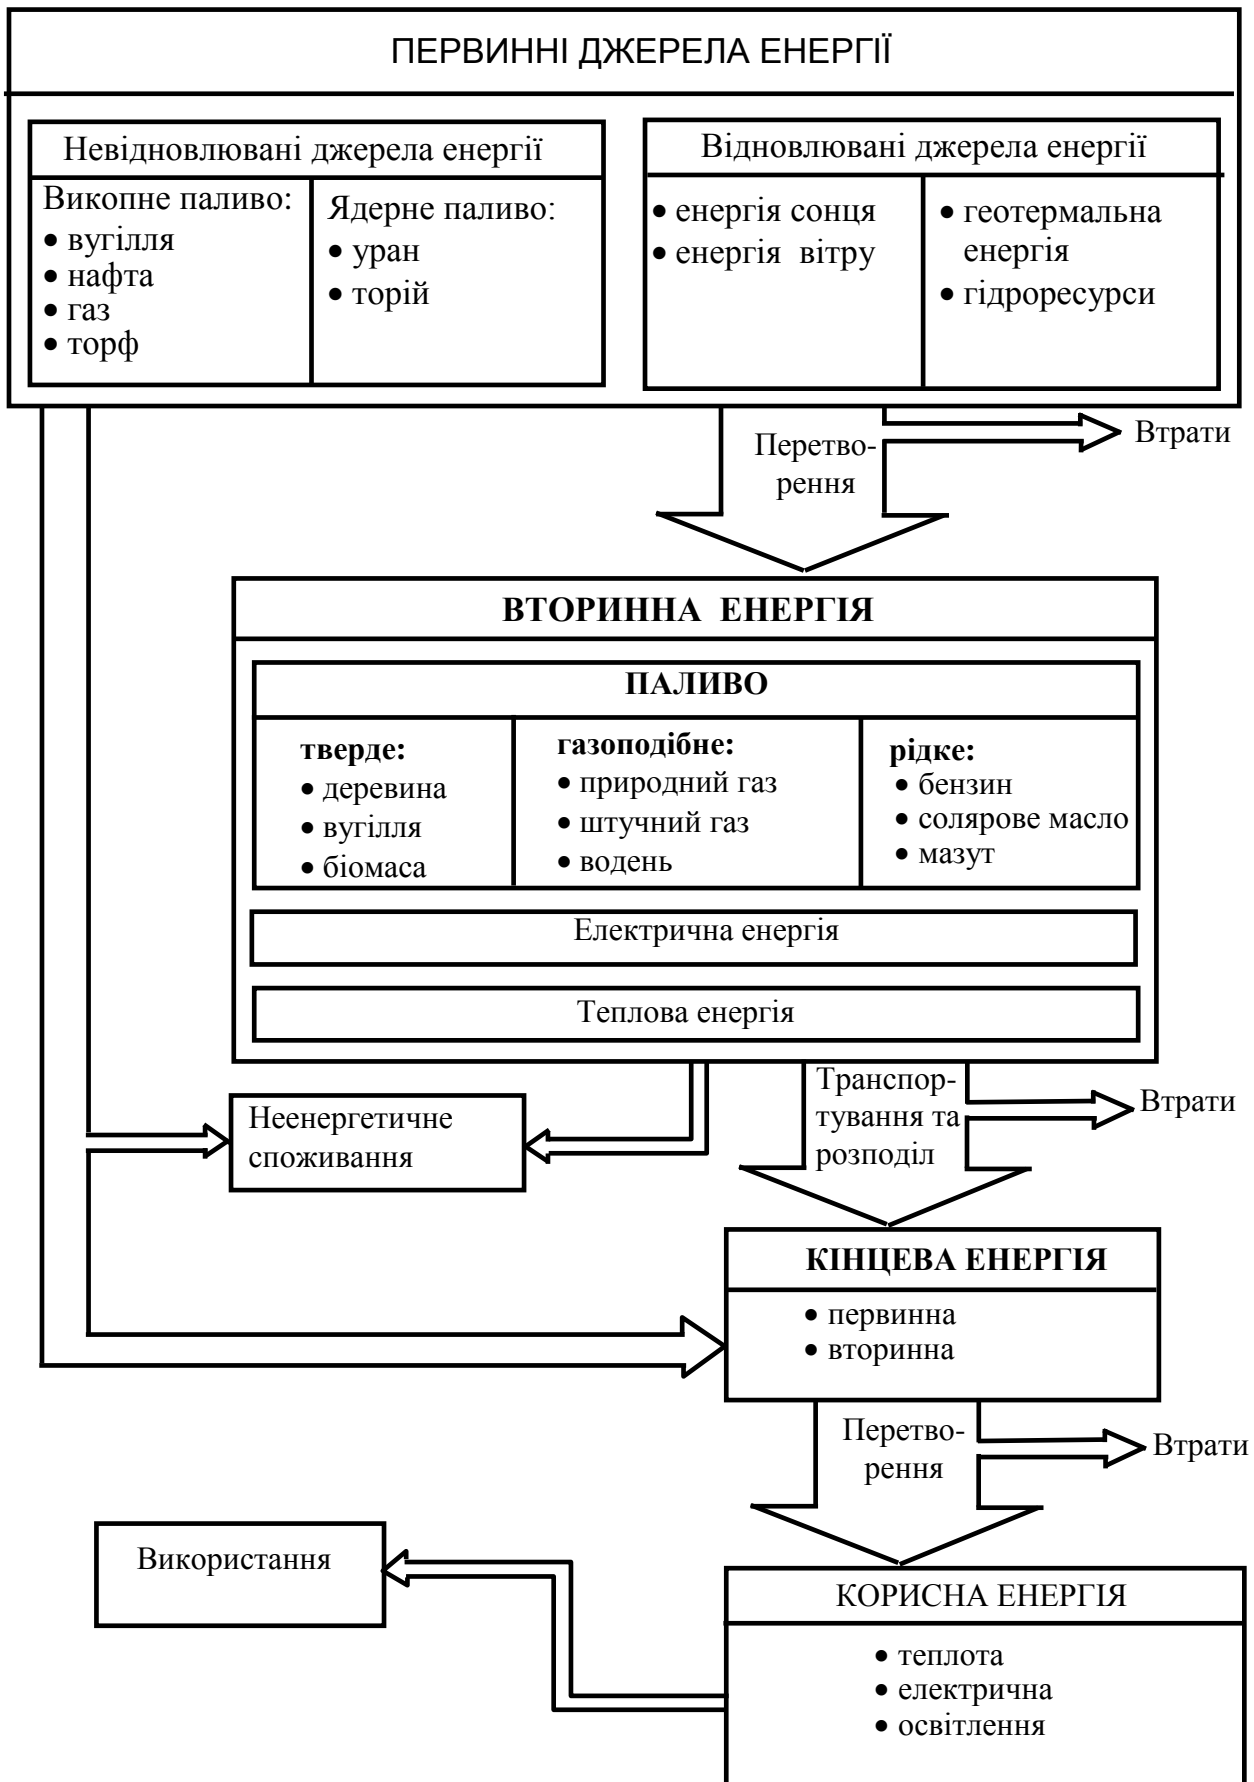 ПЕРВИННІ ДЖЕРЕЛА ЕНЕРГІЇ
Невідновлювані джерела енергії
Викопне паливо:
• вугілля
• нафта
• газ
• торф
Ядерне паливо:
• уран
• торій
Відновлювані джерела енергії
• енергія сонця
• енергія вітру
• геотермальна
енергія
• гідроресурси
Перетво-
рення
Втрати
ВТОРИННА ЕНЕРГІЯ
ПАЛИВО
тверде:
• деревина
• вугілля
• біомаса
газоподібне:
• природний газ
• штучний газ
• водень
рідке:
• бензин
• солярове масло
• мазут
Електрична енергія
Теплова енергія
Неенергетичне
споживання
Транспор-
тування та
розподіл
Втрати
КІНЦЕВА ЕНЕРГІЯ
• первинна
• вторинна
Перетво-
рення
Втрати
Використання
КОРИСНА ЕНЕРГІЯ
• теплота
• електрична
• освітлення